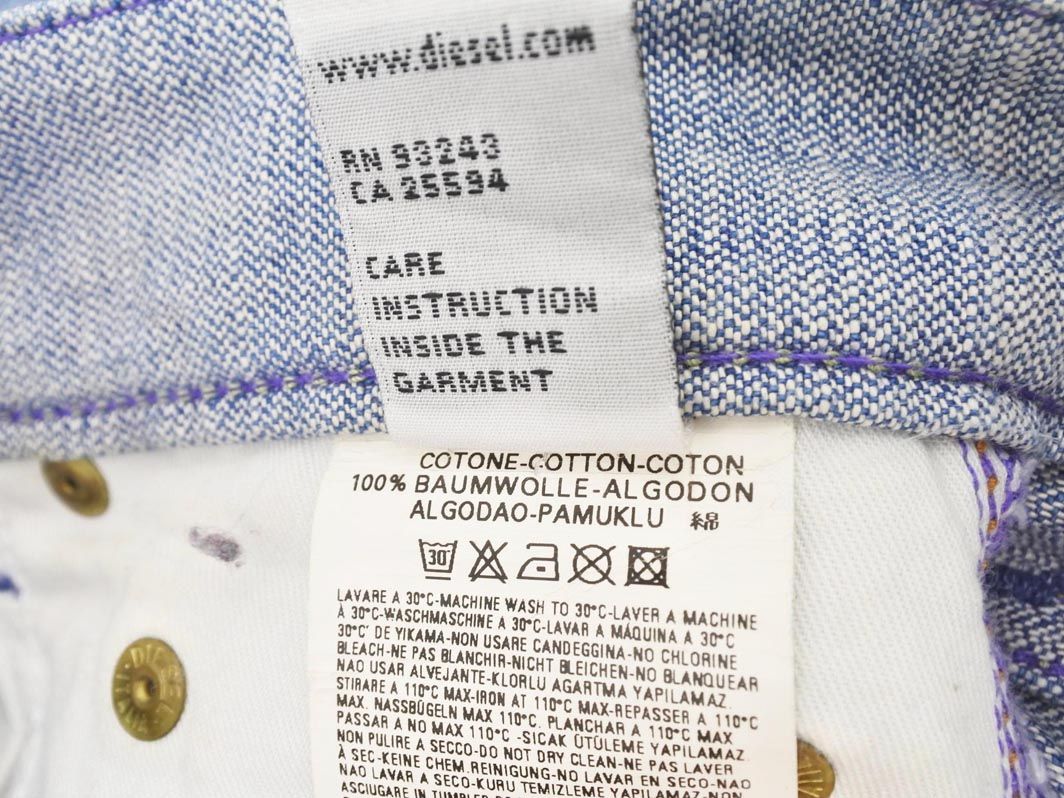 www.diesel.com
RN 93243
CA 25594
CARE
INSTRUCTION
INSIDE THE
GARMENT
COTONE-COTTON-COTON
100% BAUMWOLLE-ALGODON
ALGODAO-PAMUKLU 綿
30°
LAVARE A 30°C-MACHINE WASH TO 30°C-LAVER A MACHINE
À 30°C-WASCHMASCHINE A 30°C-LAVAR A MÁQUINA A 30°C
30°C' DE YIKAMA-NON USARE CANDEGGINA-NO CHLORINE
BLEACH-NE PAS BLANCHIR-NICHT BLEICHEN-NO BLANQUEAR
NAO USAR ALVEJANTE-KLORLU AGARTMA YAPILAMAZ.
STIRARE A 110°C MAX-IRON AT 110°C MAX-REPASSER A 110°C
MAX. NASSBÜGELN MAX 110°C. PLANCHAR A 110°C MAX
PASSAR A NO MAX 110°C -SICAK ÜTÜLEME YAPILAMAZ
NON PULIRE A SECCO-DO NOT DRY CLEAN-NE PAS LAVER
À SEC-KEINE CHEM.REINIGUNG-NO LAVAR EN SECO-NAO
NAO LAVAR A SECO-KURU TEMIZLEME YAPILAMAZ-NON
ASCIUGARE IN TUMBLER